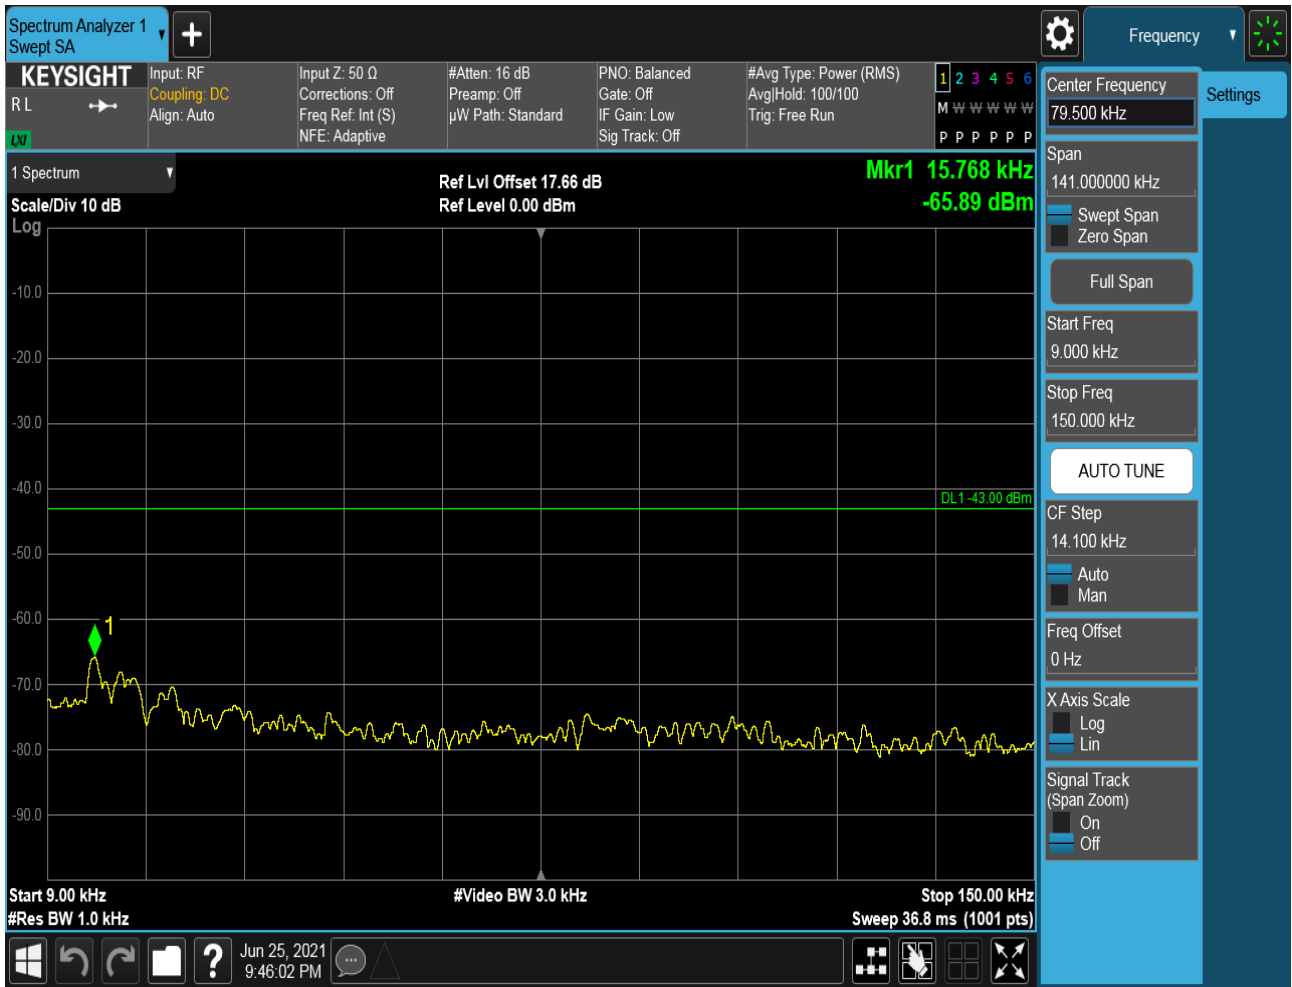 Spectrum Analyzer 1
Swept SA
Frequency
KEYSIGHT
R L
LXI
Input: RF
Coupling: DC
Align: Auto
Input Z: 50 Ω
Corrections: Off
Freq Ref: Int (S)
NFE: Adaptive
#Atten: 16 dB
Preamp: Off
µW Path: Standard
PNO: Balanced
Gate: Off
IF Gain: Low
Sig Track: Off
#Avg Type: Power (RMS)
Avg|Hold: 100/100
Trig: Free Run
1 2 3 4 5 6
M W W W W W
P P P P P P
1 Spectrum
Scale/Div 10 dB
Log
Ref Lvl Offset 17.66 dB
Ref Level 0.00 dBm
Mkr1 15.768 kHz
-65.89 dBm
-10.0
-20.0
-30.0
-40.0
DL1 -43.00 dBm
-50.0
-60.0
1
-70.0
-80.0
-90.0
Start 9.00 kHz
#Video BW 3.0 kHz
Stop 150.00 kHz
#Res BW 1.0 kHz
Sweep 36.8 ms (1001 pts)
?
Jun 25, 2021
9:46:02 PM
Center Frequency
79.500 kHz
Settings
Span
141.000000 kHz
Swept Span
Zero Span
Full Span
Start Freq
9.000 kHz
Stop Freq
150.000 kHz
AUTO TUNE
CF Step
14.100 kHz
Auto
Man
Freq Offset
0 Hz
X Axis Scale
Log
Lin
Signal Track
(Span Zoom)
On
Off